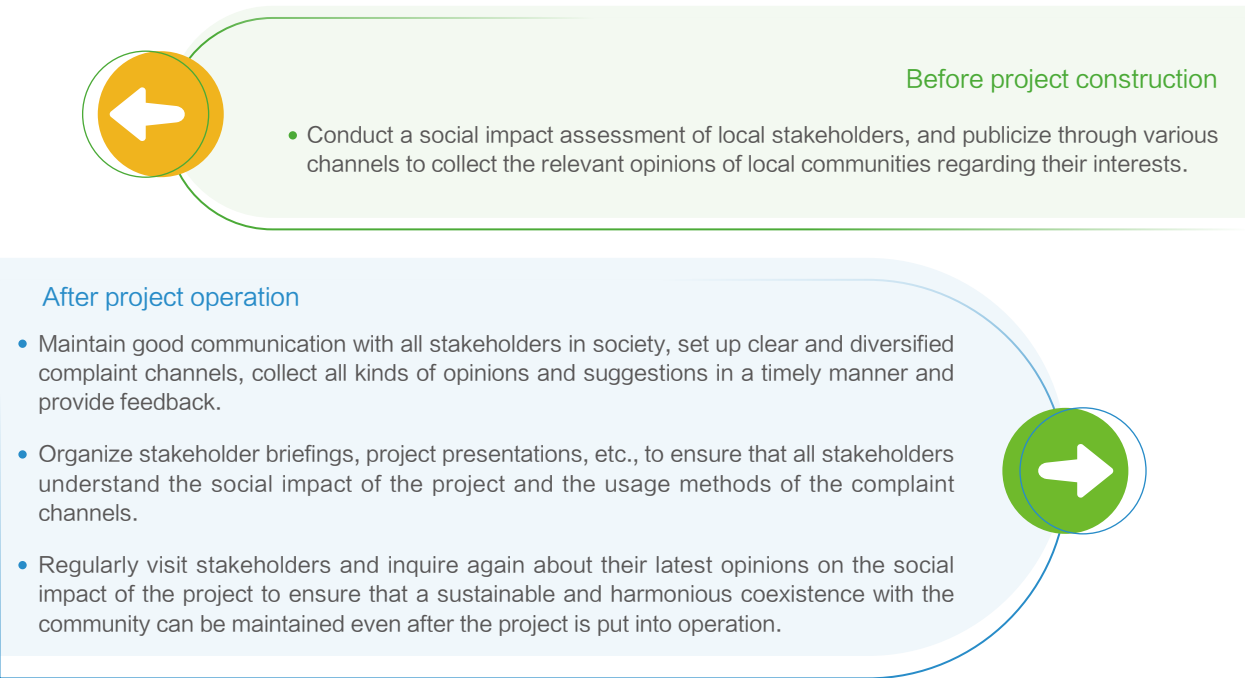 Before project construction
• Conduct a social impact assessment of local stakeholders, and publicize through various
channels to collect the relevant opinions of local communities regarding their interests.
After project operation
• Maintain good communication with all stakeholders in society, set up clear and diversified
complaint channels, collect all kinds of opinions and suggestions in a timely manner and
provide feedback.
• Organize stakeholder briefings, project presentations, etc., to ensure that all stakeholders
understand the social impact of the project and the usage methods of the complaint
channels.
• Regularly visit stakeholders and inquire again about their latest opinions on the social
impact of the project to ensure that a sustainable and harmonious coexistence with the
community can be maintained even after the project is put into operation.